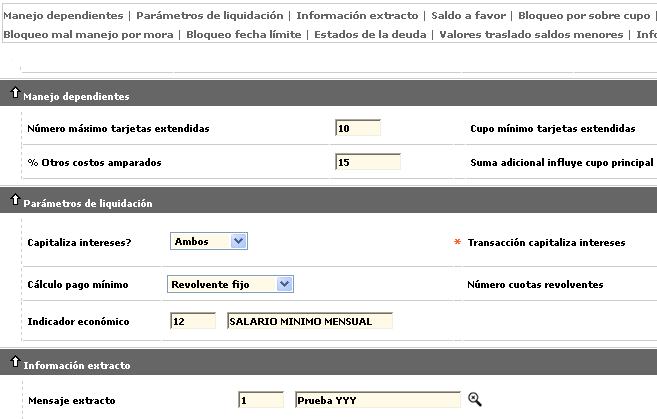 Manejo dependientes | Parámetros de liquidación | Información extracto | Saldo a favor | Bloqueo por sobre cupo |
Bloqueo mal manejo por mora | Bloqueo fecha límite | Estados de la deuda | Valores traslado saldos menores | Info
Manejo dependientes
Número máximo tarjetas extendidas 10 Cupo mínimo tarjetas extendidas
% Otros costos amparados 15 Suma adicional influye cupo principal
Parámetros de liquidación
Capitaliza intereses? Ambos * Transacción capitaliza intereses
Cálculo pago mínimo Revolvente fijo Número cuotas revolventes
Indicador económico 12 SALARIO MINIMO MENSUAL
Información extracto
Mensaje extracto 1 Prueba YYY